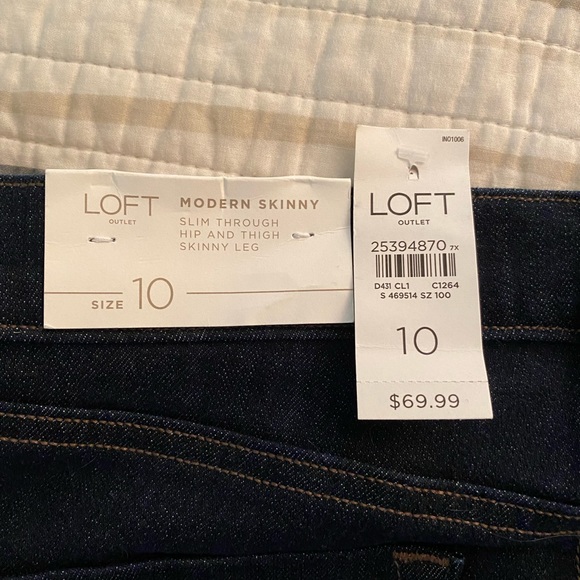 LOFT
OUTLET
MODERN SKINNY
SLIM THROUGH
HIP AND THIGH
SKINNY LEG
SIZE 10
INO1006
LOFT
OUTLET
25394870 7X
D431 CL1 C1264
S 469514 SZ 100
10
$69.99